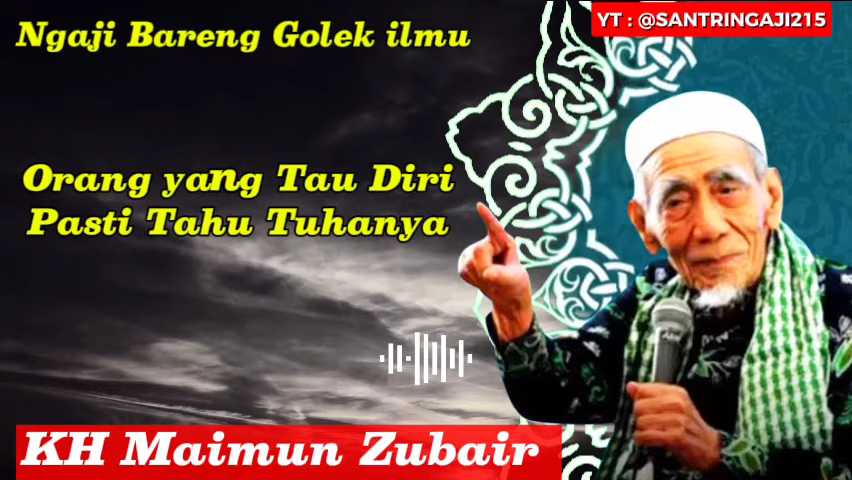 YT : @SANTRINGAJI215
Ngaji Bareng Golek ilmu
Orang yang Tau Diri
Pasti Tahu Tuhanya
KH Maimun Zubair